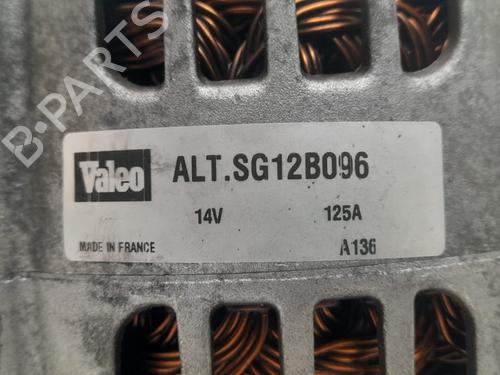 B-PARTS
Valeo ALT.SG12B096
14V 125A
MADE IN FRANCE A136